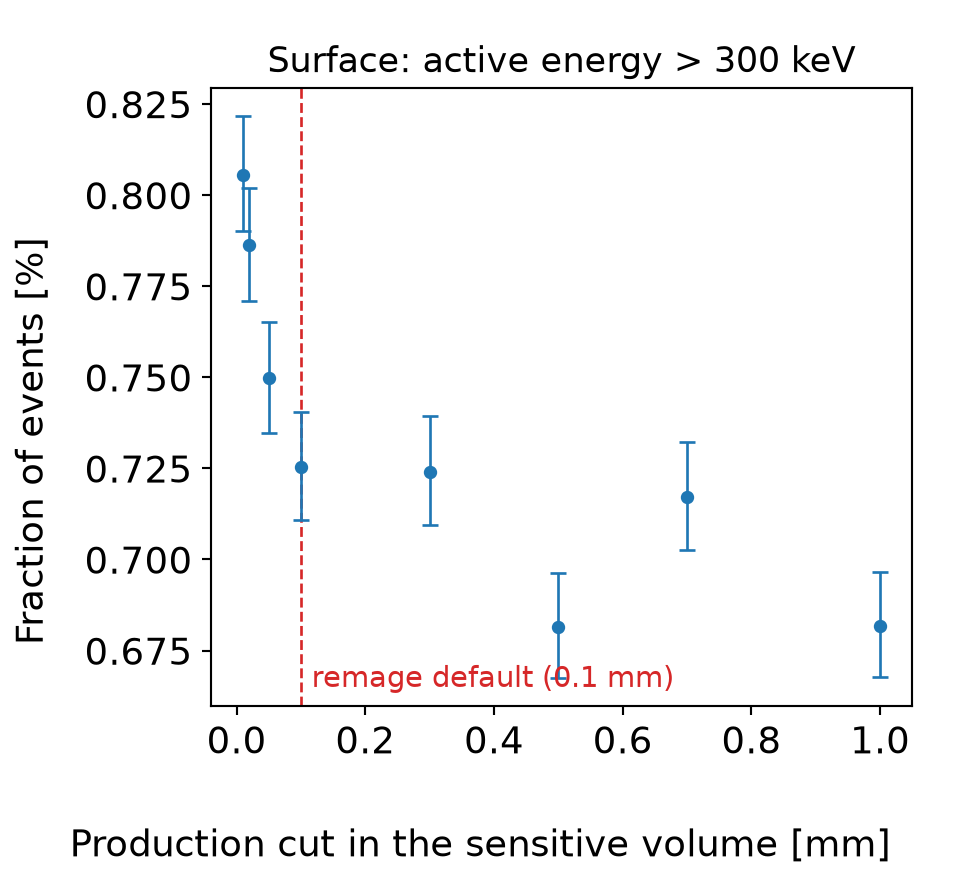 Surface: active energy > 300 keV
Fraction of events [%]
0.825
0.800
0.775
0.750
0.725
0.700
0.675
remage default (0.1 mm)
0.0 0.2 0.4 0.6 0.8 1.0
Production cut in the sensitive volume [mm]